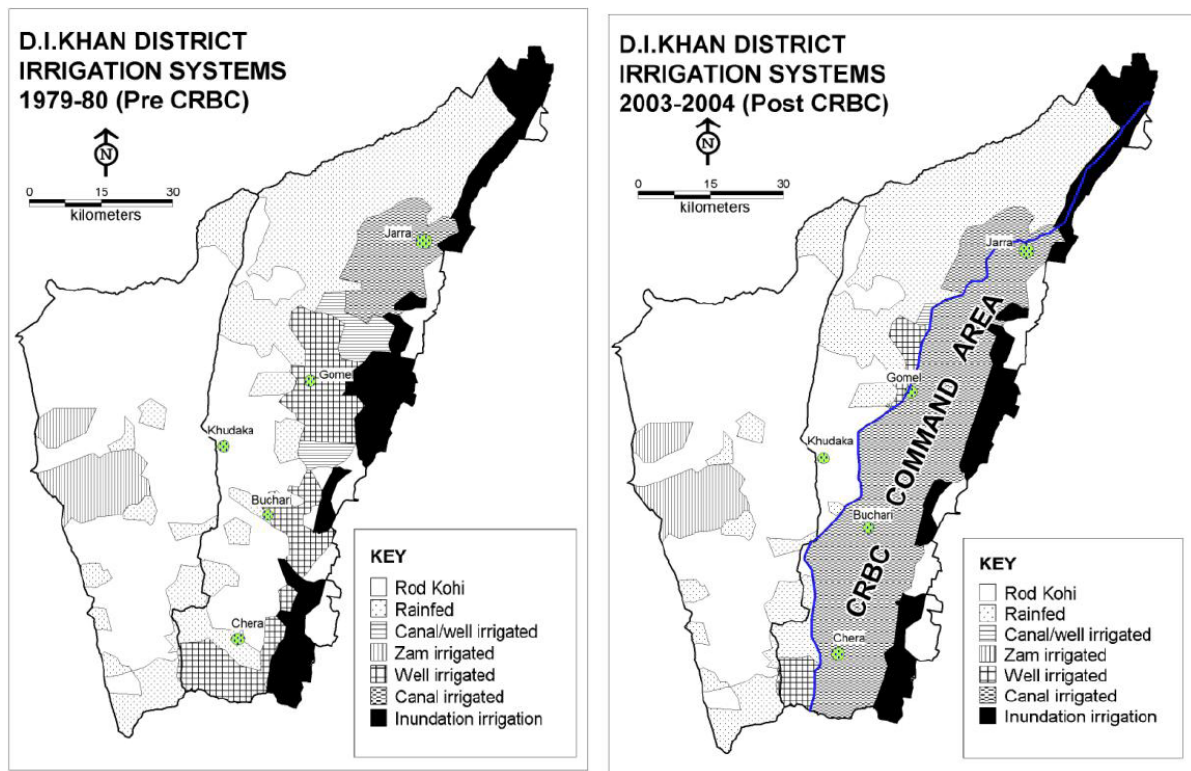 D.I.KHAN DISTRICT
IRRIGATION SYSTEMS
1979-80 (Pre CRBC)
N
0 15 30
kilometers
Jarra
Gomel
Khudaka
Buchari
Chera
KEY
Rod Kohi
Rainfed
Canal/well irrigated
Zam irrigated
Well irrigated
Canal irrigated
Inundation irrigation
D.I.KHAN DISTRICT
IRRIGATION SYSTEMS
2003-2004 (Post CRBC)
N
0 15 30
kilometers
Jarra
Gomel
Khudaka
Buchari
Chera
CRBC COMMAND AREA
KEY
Rod Kohi
Rainfed
Canal/well irrigated
Zam irrigated
Well irrigated
Canal irrigated
Inundation irrigation